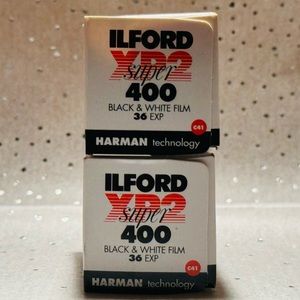 ILFORD
XP2
super
400
BLACK & WHITE FILM
36 EXP
C41
HARMAN technology
ILFORD
XP2
super
400
BLACK & WHITE FILM
36 EXP
C41
HARMAN technology